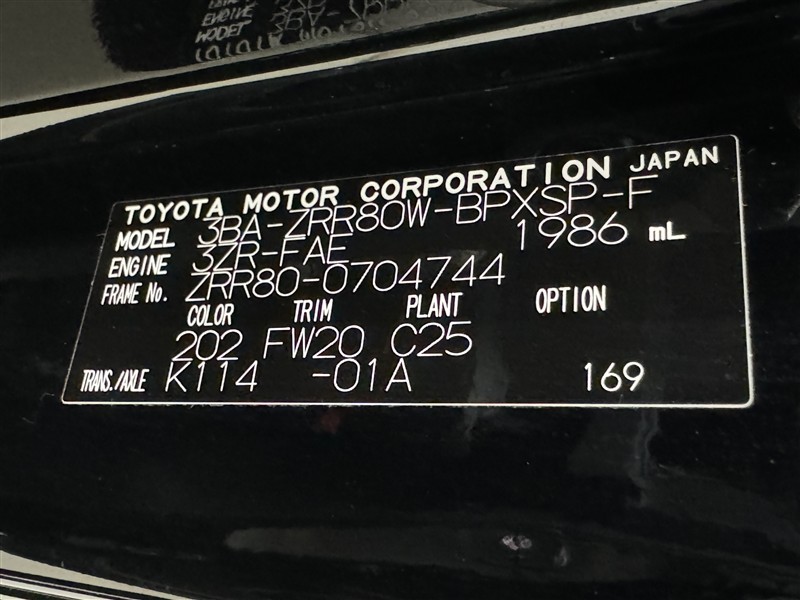 TOYOTA MOTOR CORPORATION JAPAN
MODEL 3BA-ZRR80W-BPXSP-F
ENGINE 3ZR-FAE 1986 mL
FRAME No. ZRR80-0704744
COLOR TRIM PLANT OPTION
202 FW20 C25
TRANS./AXLE K114 -01A 169